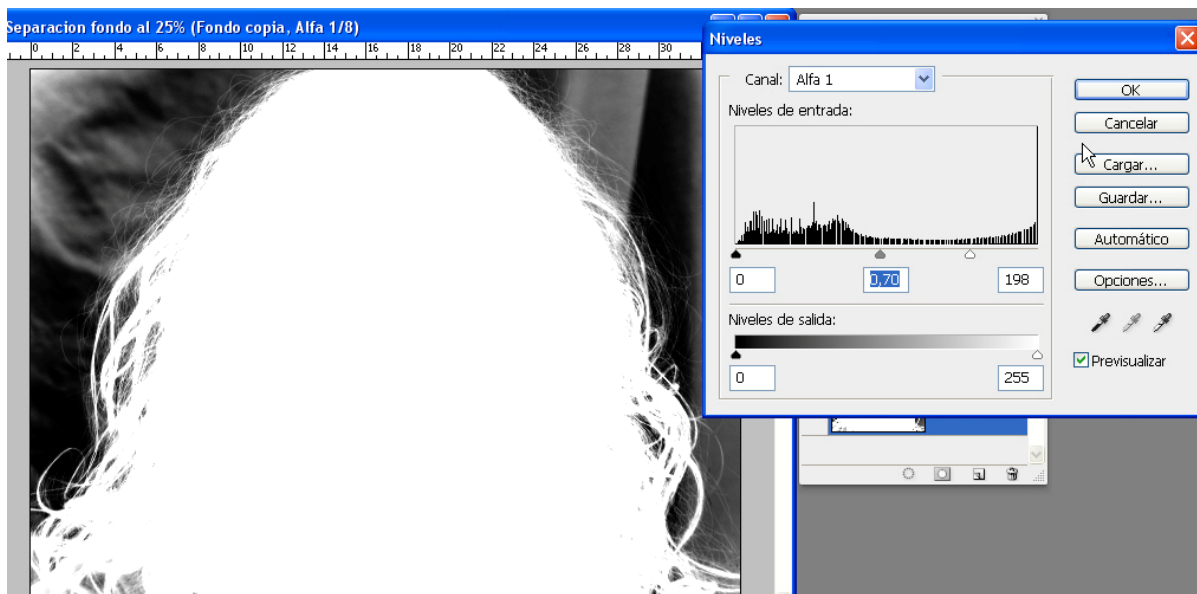 Separacion fondo al 25% (Fondo copia, Alfa 1/8)
0 2 4 6 8 10 12 14 16 18 20 22 24 26 28 30
Niveles
Canal: Alfa 1
Niveles de entrada:
0 0,70 198
Niveles de salida:
0 255
OK
Cancelar
Cargar...
Guardar...
Automático
Opciones...
Previsualizar